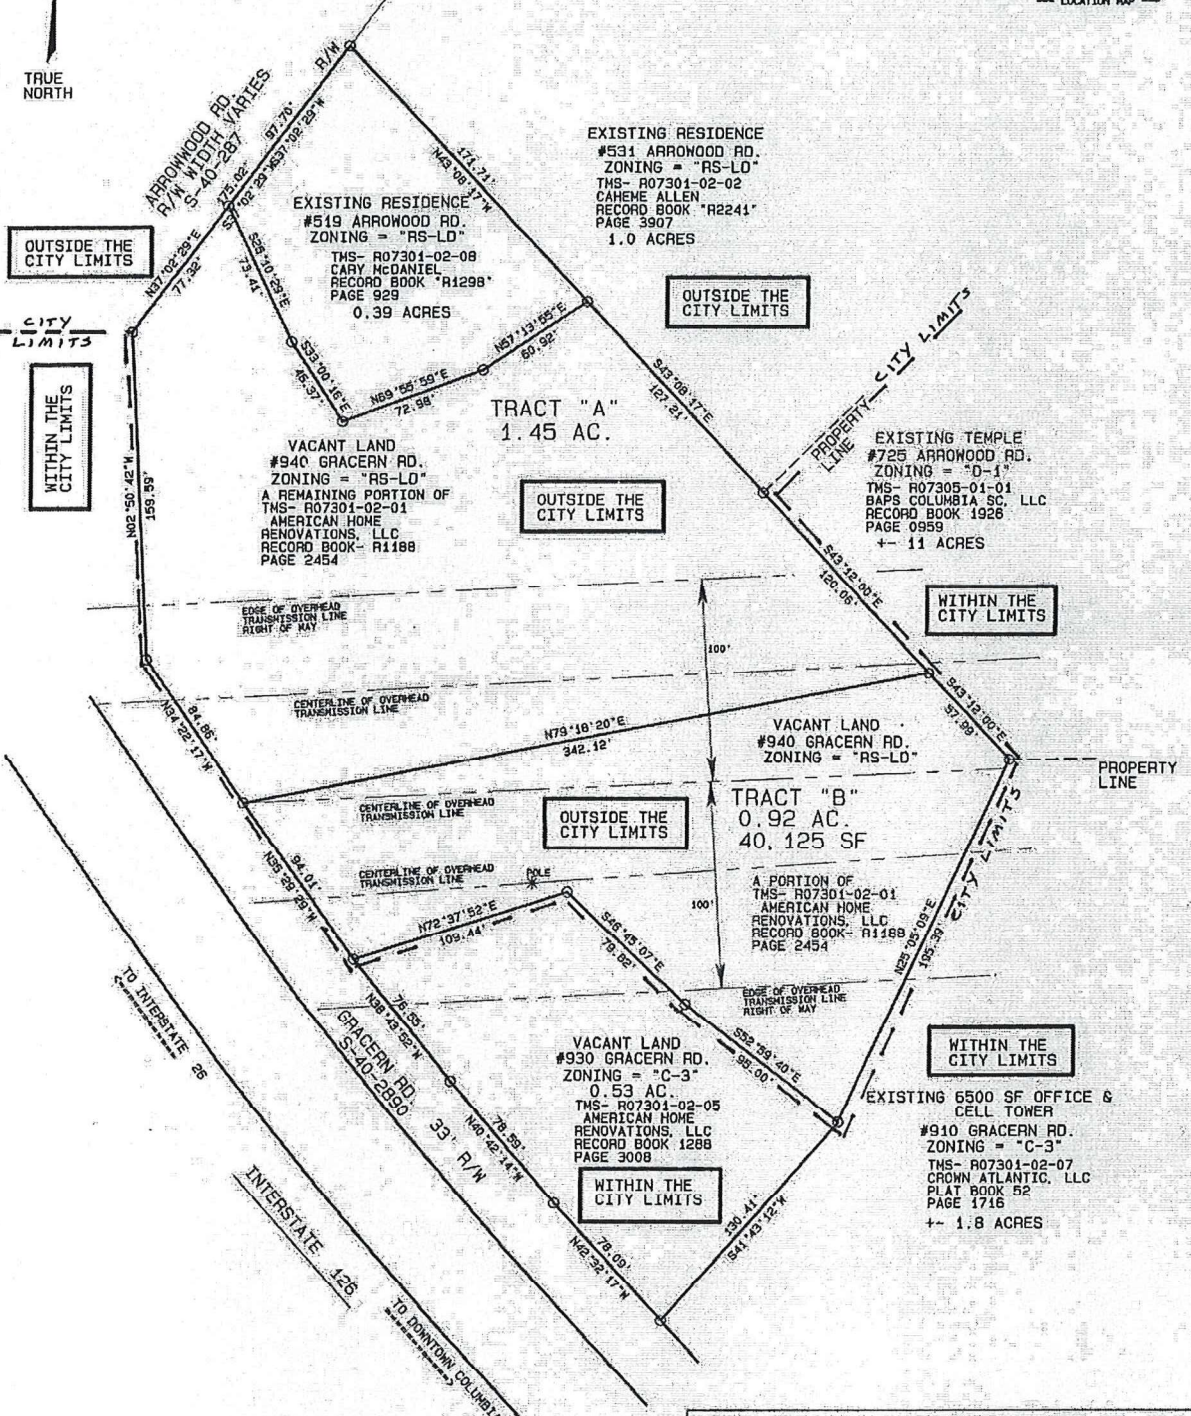 LOCATION MAP
TRUE
NORTH
R/W
ARROWWOOD RD.
R/W WIDTH VARIES
S-40-287
97.70'
S37°02'29"W
175.02'
171.71'
N43°08'17"W
EXISTING RESIDENCE
#531 ARROWOOD RD.
ZONING = "RS-LD"
TMS- R07301-02-02
CAHEME ALLEN
RECORD BOOK "R2241"
PAGE 3907
1.0 ACRES
EXISTING RESIDENCE
#519 ARROWOOD RD.
ZONING = "RS-LD"
TMS- R07301-02-08
CARY McDANIEL
RECORD BOOK "R1298"
PAGE 929
0.39 ACRES
OUTSIDE THE
CITY LIMITS
N37°02'29"E
77.32'
S25°10'29"E
73.41'
OUTSIDE THE
CITY LIMITS
CITY
LIMITS
CITY LIMITS
S33°00'16"E
46.37'
N57°13'55"E
60.92'
N69°55'59"E
72.98'
S43°08'17"E
127.21'
WITHIN THE
CITY LIMITS
TRACT "A"
1.45 AC.
PROPERTY
LINE
VACANT LAND
#940 GRACERN RD.
ZONING = "RS-LD"
A REMAINING PORTION OF
TMS- R07301-02-01
AMERICAN HOME
RENOVATIONS, LLC
RECORD BOOK- R1188
PAGE 2454
EXISTING TEMPLE
#725 ARROWOOD RD.
ZONING = "D-1"
TMS- R07305-01-01
BAPS COLUMBIA SC, LLC
RECORD BOOK 1926
PAGE 0959
+- 11 ACRES
N02°50'42"W
159.59'
OUTSIDE THE
CITY LIMITS
S43°12'00"E
120.06'
EDGE OF OVERHEAD
TRANSMISSION LINE
RIGHT OF WAY
WITHIN THE
CITY LIMITS
100'
CENTERLINE OF OVERHEAD
TRANSMISSION LINE
84.86'
N34°22'17"W
N79°18'20"E
342.12'
S43°12'00"E
57.99'
VACANT LAND
#940 GRACERN RD.
ZONING = "RS-LD"
PROPERTY
LINE
CENTERLINE OF OVERHEAD
TRANSMISSION LINE
OUTSIDE THE
CITY LIMITS
TRACT "B"
0.92 AC.
40,125 SF
CITY LIMITS
94.01'
N35°29'29"W
CENTERLINE OF OVERHEAD
TRANSMISSION LINE
POLE
A PORTION OF
TMS- R07301-02-01
AMERICAN HOME
RENOVATIONS, LLC
RECORD BOOK- R1188
PAGE 2454
100'
N72°37'52"E
109.44'
S46°45'07"E
79.82'
N25°05'09"E
195.39'
EDGE OF OVERHEAD
TRANSMISSION LINE
RIGHT OF WAY
TO INTERSTATE 26
76.55'
N38°43'52"W
GRACERN RD.
S-40-2890
33' R/W
S52°59'40"E
95.00'
VACANT LAND
#930 GRACERN RD.
ZONING = "C-3"
0.53 AC.
TMS- R07301-02-05
AMERICAN HOME
RENOVATIONS, LLC
RECORD BOOK 1288
PAGE 3008
WITHIN THE
CITY LIMITS
EXISTING 6500 SF OFFICE &
CELL TOWER
#910 GRACERN RD.
ZONING = "C-3"
TMS- R07301-02-07
CROWN ATLANTIC, LLC
PLAT BOOK 52
PAGE 1716
+- 1.8 ACRES
78.59'
N40°42'14"W
WITHIN THE
CITY LIMITS
130.41'
S41°43'12"W
78.09'
N42°32'17"W
INTERSTATE 126
TO DOWNTOWN COLUMBIA